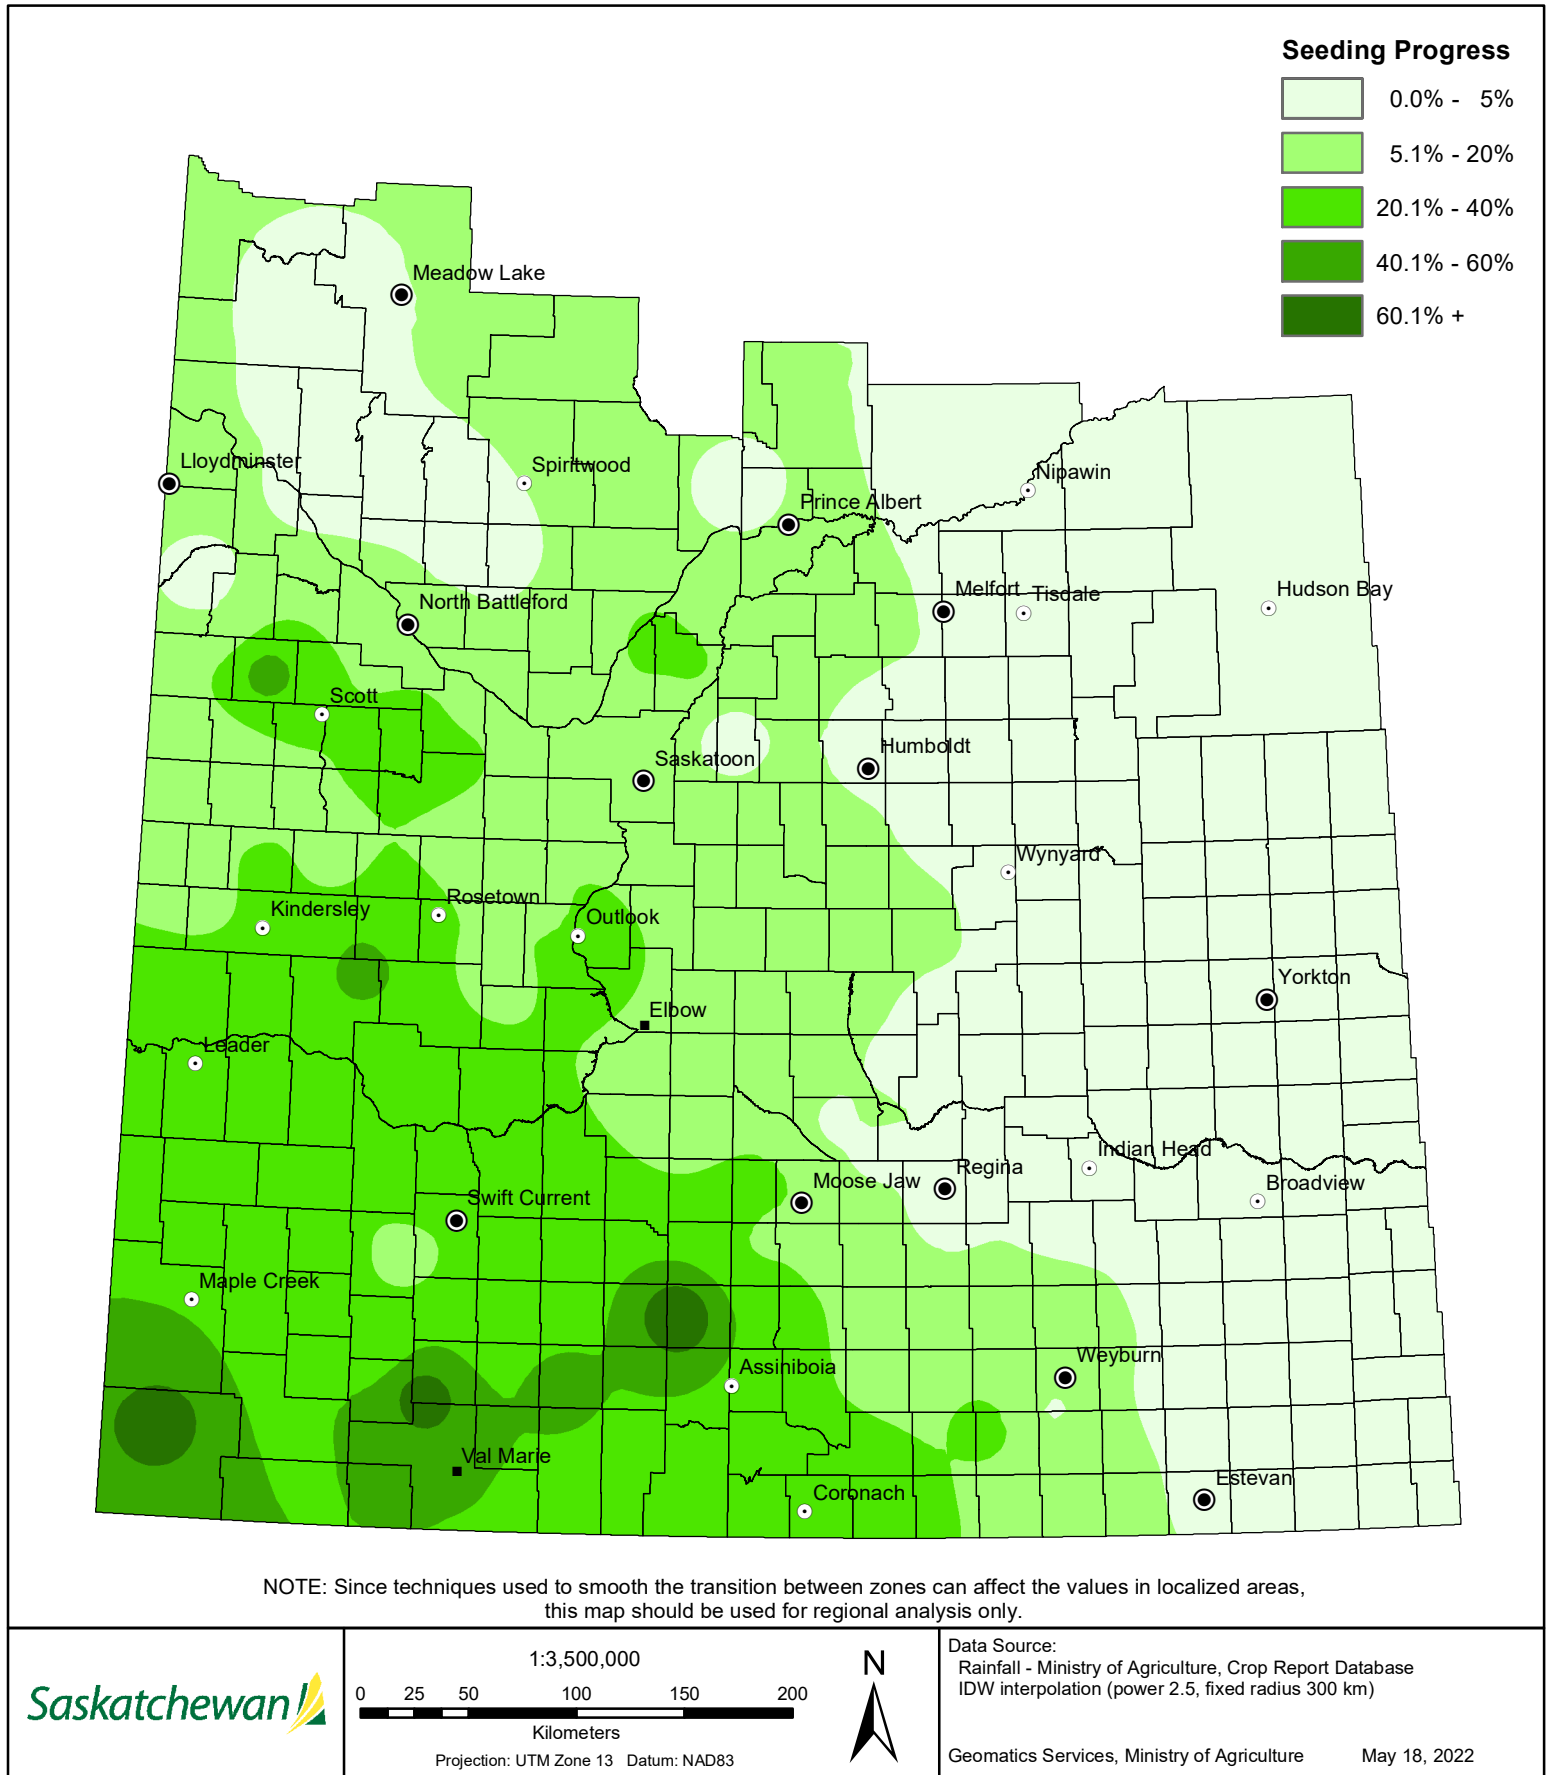 Seeding Progress
0.0% - 5%
5.1% - 20%
20.1% - 40%
40.1% - 60%
60.1% +
Meadow Lake
Lloydminster
Spiritwood
Nipawin
Prince Albert
Melfort
Tisdale
Hudson Bay
North Battleford
Scott
Saskatoon
Humboldt
Wynyard
Kindersley
Rosetown
Outlook
Yorkton
Elbow
Leader
Indian Head
Regina
Moose Jaw
Broadview
Swift Current
Maple Creek
Weyburn
Assiniboia
Val Marie
Estevan
Coronach
NOTE: Since techniques used to smooth the transition between zones can affect the values in localized areas,
this map should be used for regional analysis only.
Saskatchewan
1:3,500,000
0 25 50 100 150 200
Kilometers
Projection: UTM Zone 13 Datum: NAD83
N
Data Source:
Rainfall - Ministry of Agriculture, Crop Report Database
IDW interpolation (power 2.5, fixed radius 300 km)
Geomatics Services, Ministry of Agriculture May 18, 2022